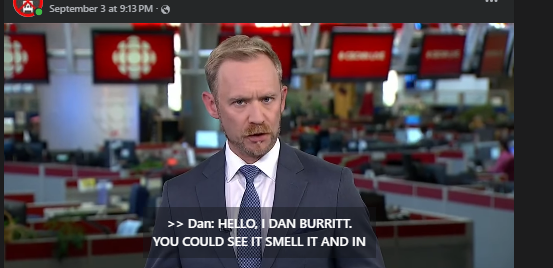 September 3 at 9:13 PM ·
>> Dan: HELLO, I DAN BURRITT.
YOU COULD SEE IT SMELL IT AND IN